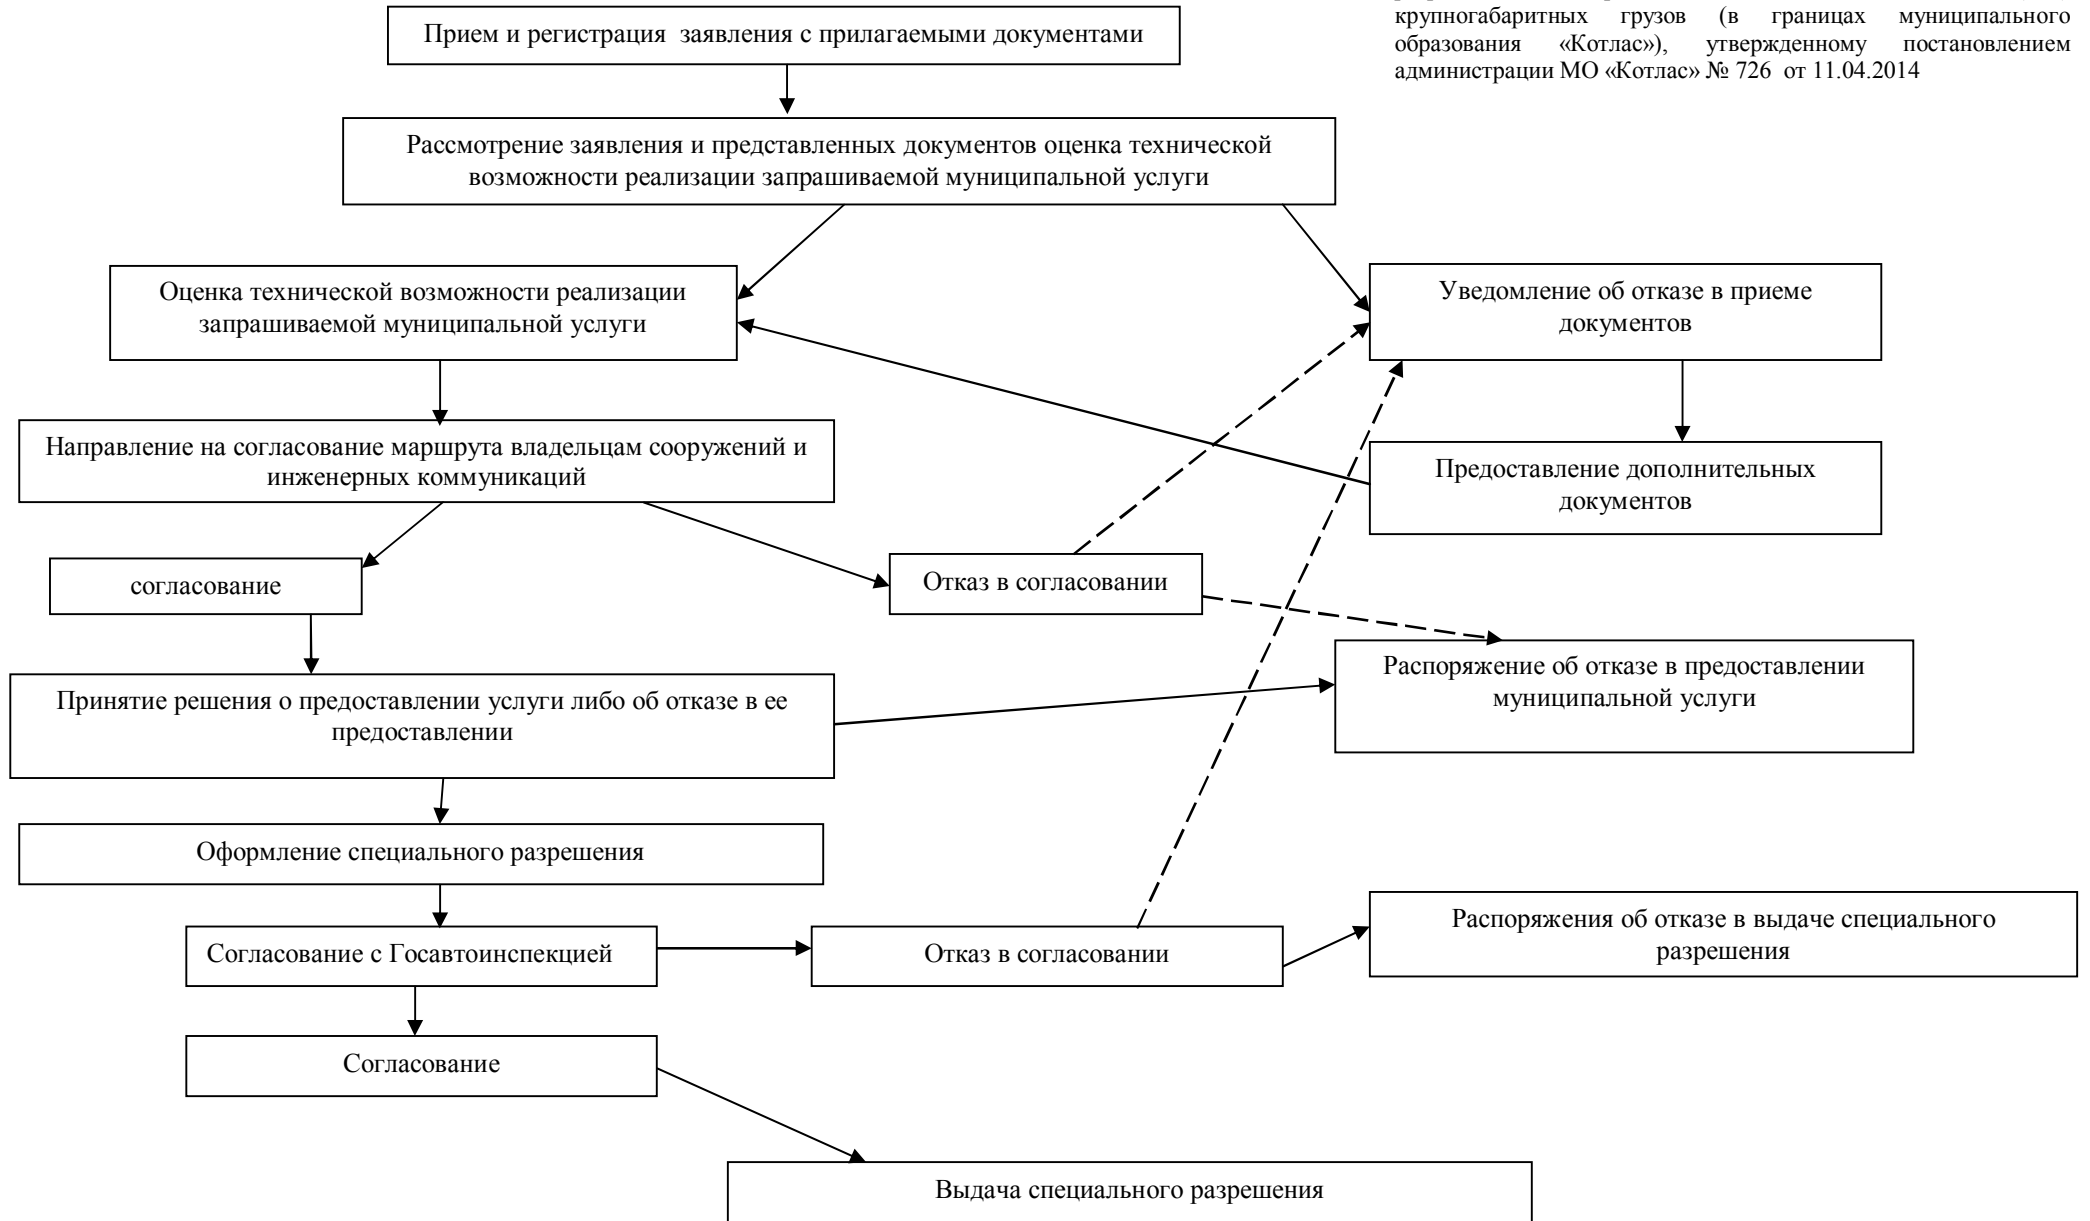 крупногабаритных грузов (в границах муниципального
образования «Котлас»), утвержденному постановлением
администрации МО «Котлас» № 726 от 11.04.2014
Прием и регистрация заявления с прилагаемыми документами
Рассмотрение заявления и представленных документов оценка технической
возможности реализации запрашиваемой муниципальной услуги
Оценка технической возможности реализации
запрашиваемой муниципальной услуги
Уведомление об отказе в приеме
документов
Направление на согласование маршрута владельцам сооружений и
инженерных коммуникаций
Предоставление дополнительных
документов
согласование
Отказ в согласовании
Распоряжение об отказе в предоставлении
муниципальной услуги
Принятие решения о предоставлении услуги либо об отказе в ее
предоставлении
Оформление специального разрешения
Согласование с Госавтоинспекцией
Отказ в согласовании
Распоряжения об отказе в выдаче специального
разрешения
Согласование
Выдача специального разрешения